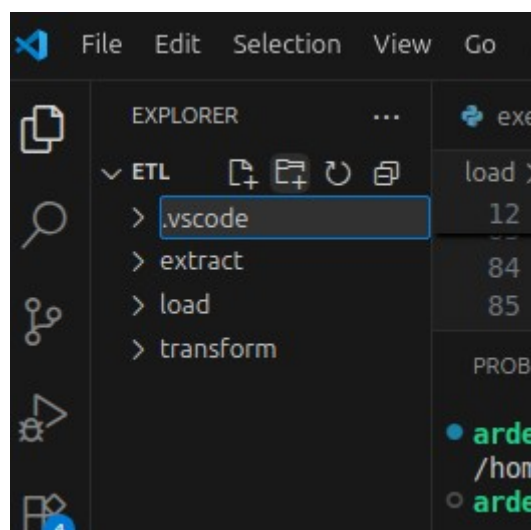 File Edit Selection View Go
EXPLORER ...
exe
ETL
load
.vscode
12
extract
84
load
85
transform
PROB
arde
/hom
arde